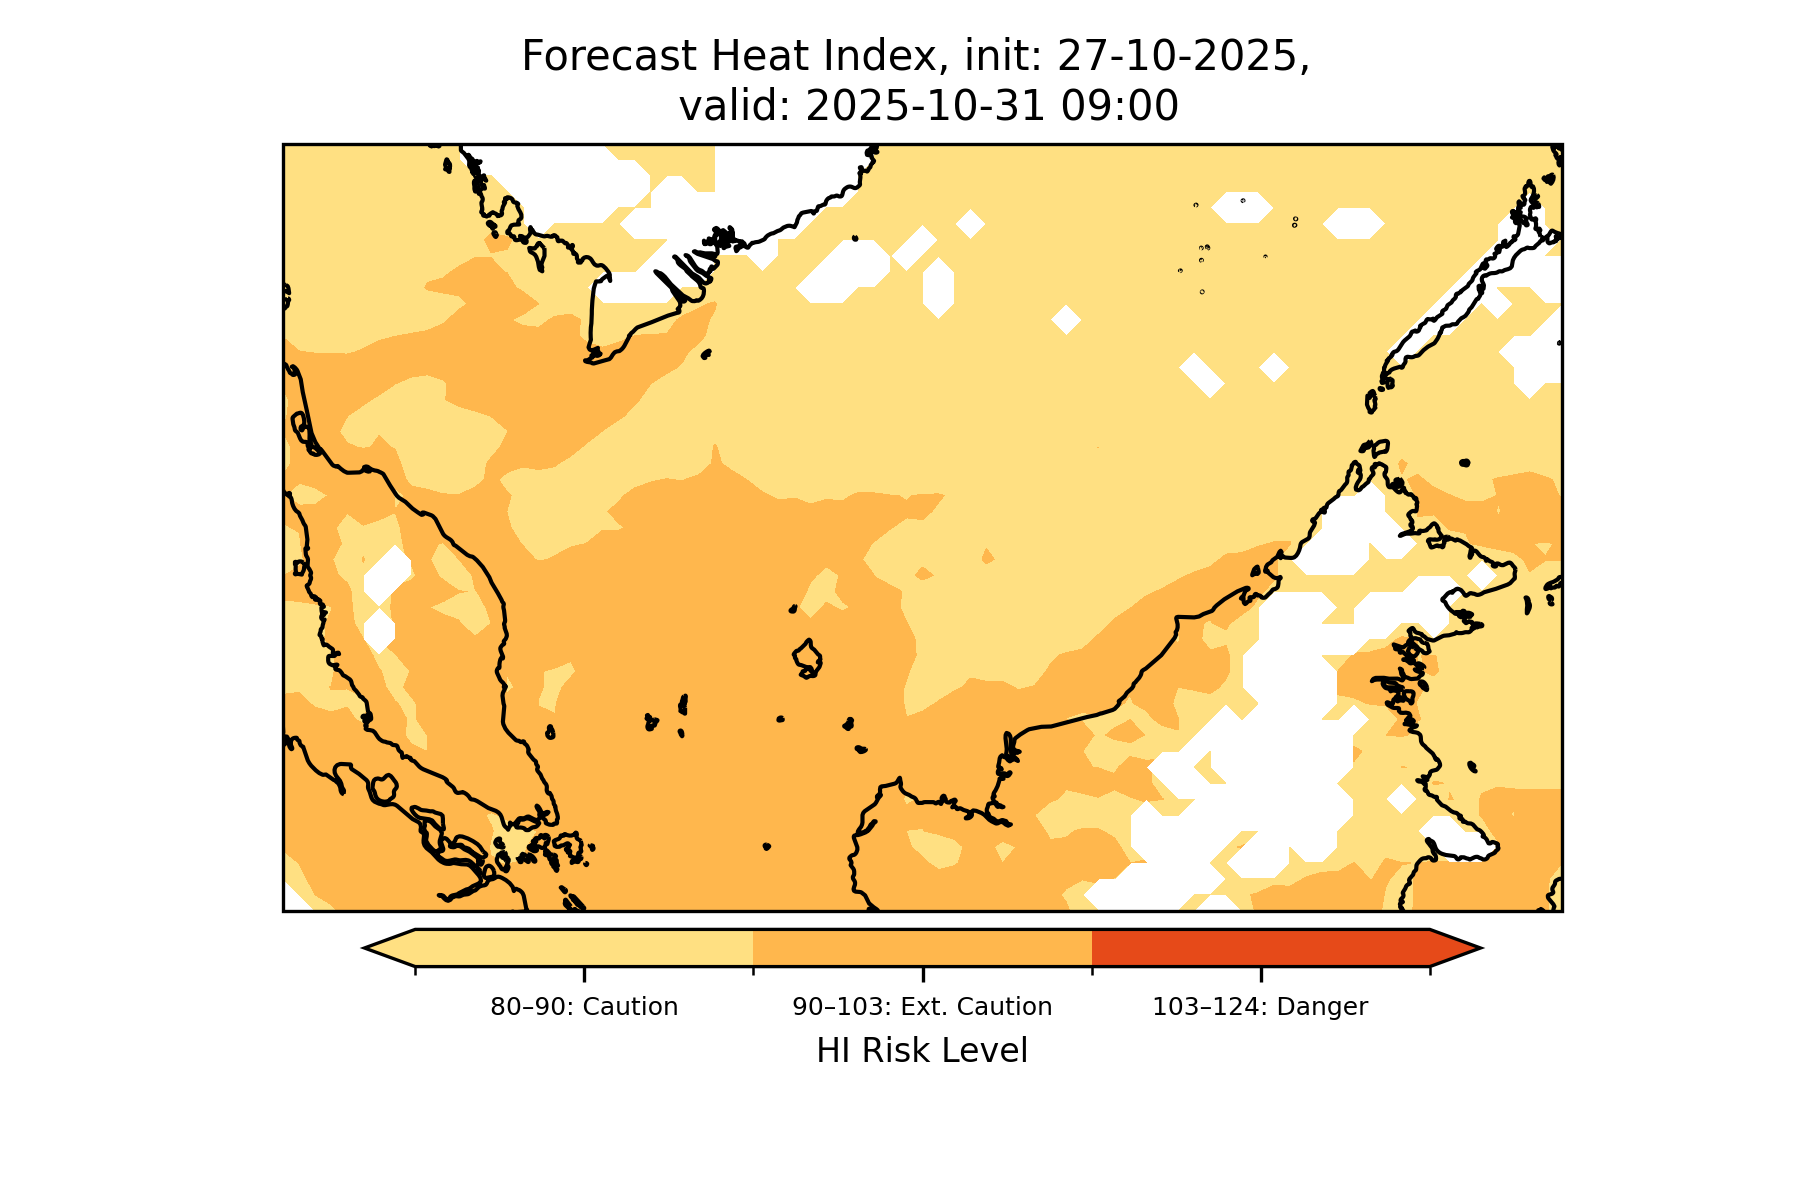 Forecast Heat Index, init: 27-10-2025,
valid: 2025-10-31 09:00
80–90: Caution
90–103: Ext. Caution
103–124: Danger
HI Risk Level